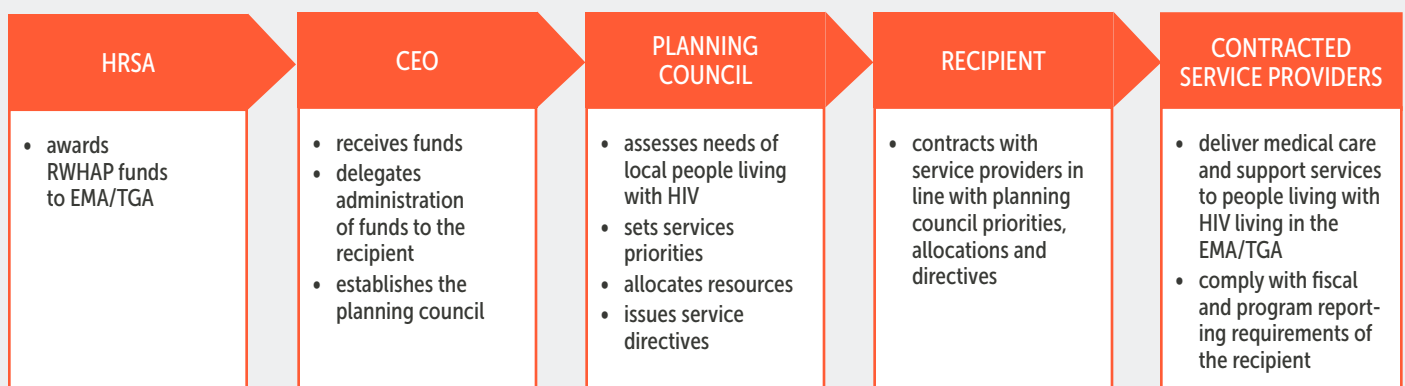 HRSA
• awards
RWHAP funds
to EMA/TGA
CEO
• receives funds
• delegates
administration
of funds to the
recipient
• establishes the
planning council
PLANNING
COUNCIL
• assesses needs of
local people living
with HIV
• sets services
priorities
• allocates resources
• issues service
directives
RECIPIENT
• contracts with
service providers in
line with planning
council priorities,
allocations and
directives
CONTRACTED
SERVICE PROVIDERS
• deliver medical care
and support services
to people living with
HIV living in the
EMA/TGA
• comply with fiscal
and program report-
ing requirements of
the recipient